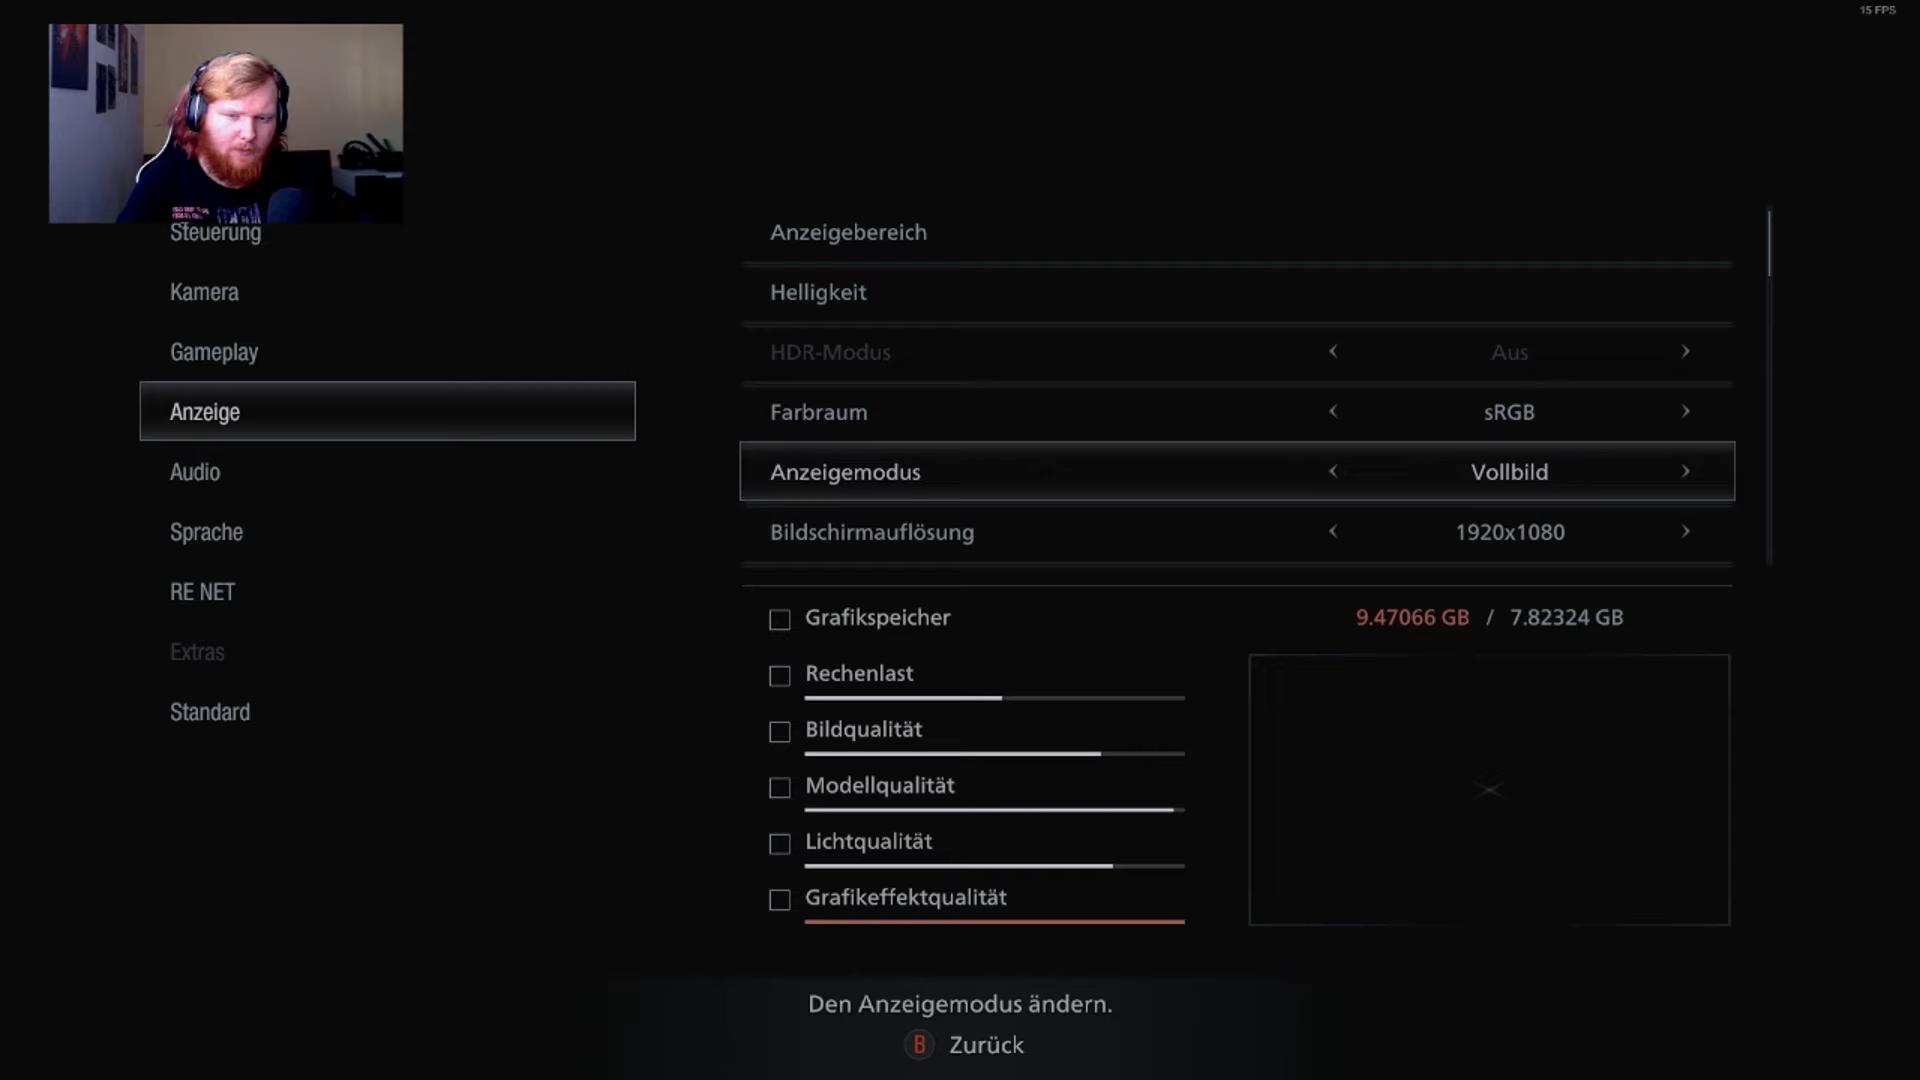 15 FPS
Steuerung
Kamera
Gameplay
Anzeige
Audio
Sprache
RE NET
Extras
Standard
Anzeigebereich
Helligkeit
HDR-Modus Aus
Farbraum sRGB
Anzeigemodus Vollbild
Bildschirmauflösung 1920x1080
Grafikspeicher 9.47066 GB / 7.82324 GB
Rechenlast
Bildqualität
Modellqualität
Lichtqualität
Grafikeffektqualität
Den Anzeigemodus ändern.
B Zurück